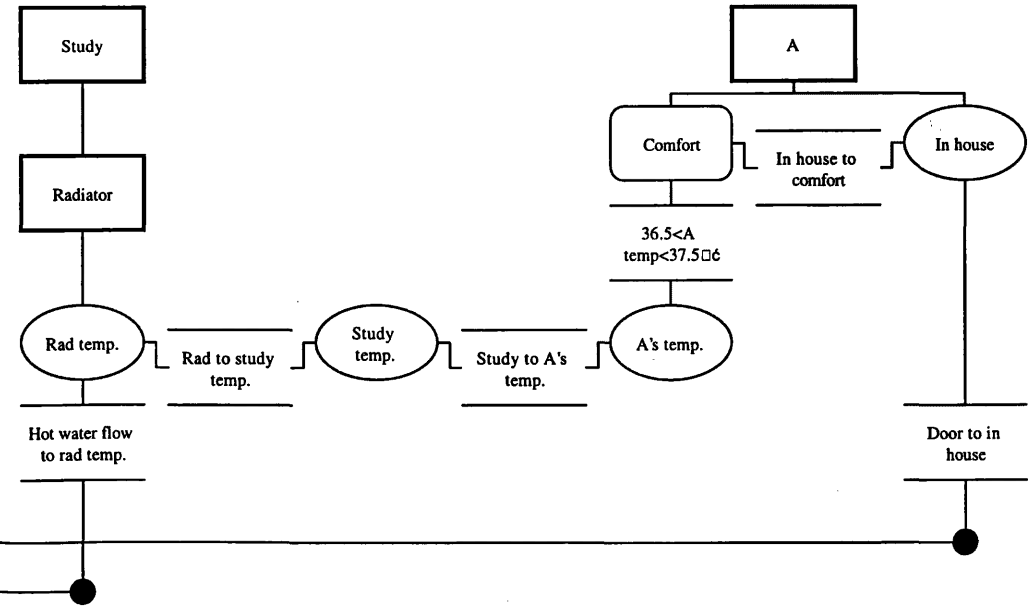 Study
A
Comfort
In house to
comfort
In house
Radiator
36.5<A
temp<37.5□¢
Rad temp.
Rad to study
temp.
Study
temp.
Study to A's
temp.
A's temp.
Hot water flow
to rad temp.
Door to in
house